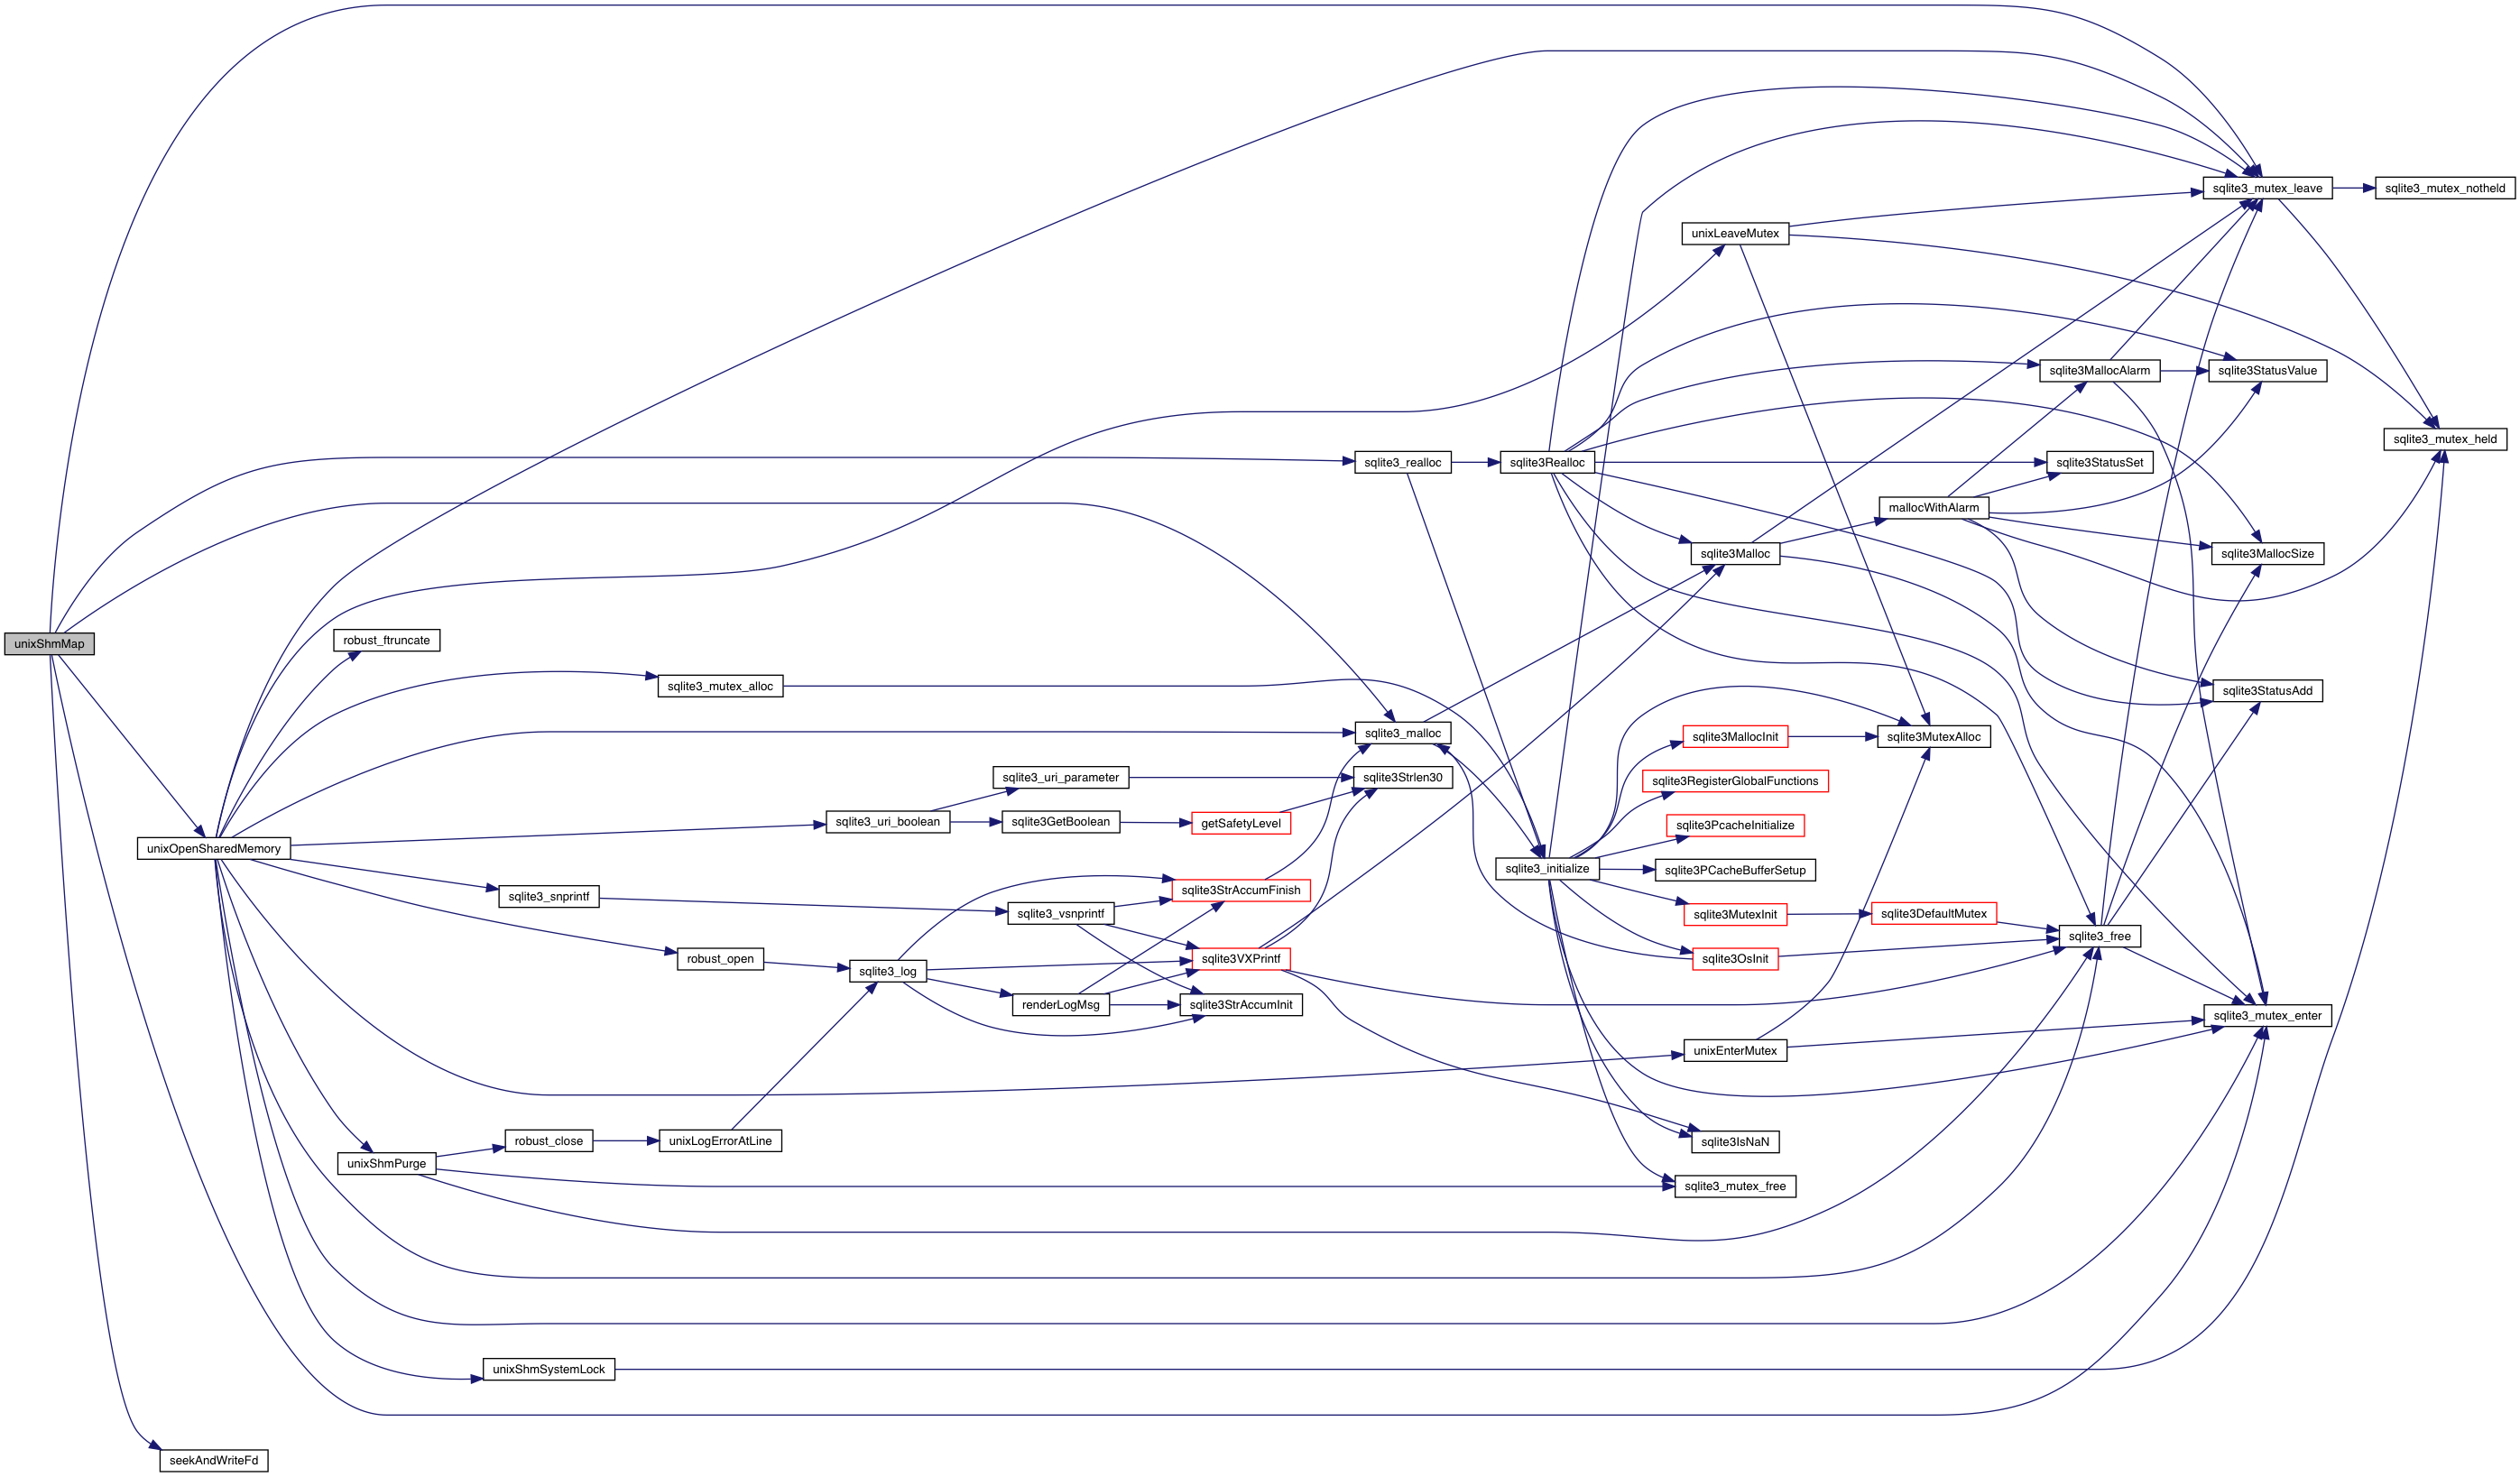 sqlite3_mutex_leave
sqlite3_mutex_notheld
unixLeaveMutex
sqlite3MallocAlarm
sqlite3StatusValue
sqlite3_mutex_held
sqlite3_realloc
sqlite3Realloc
sqlite3StatusSet
mallocWithAlarm
sqlite3Malloc
sqlite3MallocSize
unixShmMap
robust_ftruncate
sqlite3_mutex_alloc
sqlite3StatusAdd
sqlite3_malloc
sqlite3MallocInit
sqlite3MutexAlloc
sqlite3_uri_parameter
sqlite3Strlen30
sqlite3RegisterGlobalFunctions
sqlite3_uri_boolean
sqlite3GetBoolean
getSafetyLevel
sqlite3PcacheInitialize
unixOpenSharedMemory
sqlite3_initialize
sqlite3PCacheBufferSetup
sqlite3StrAccumFinish
sqlite3_snprintf
sqlite3_vsnprintf
sqlite3MutexInit
sqlite3DefaultMutex
sqlite3_free
robust_open
sqlite3_log
sqlite3VXPrintf
sqlite3OsInit
renderLogMsg
sqlite3StrAccumInit
sqlite3_mutex_enter
unixEnterMutex
robust_close
unixLogErrorAtLine
sqlite3IsNaN
unixShmPurge
sqlite3_mutex_free
unixShmSystemLock
seekAndWriteFd